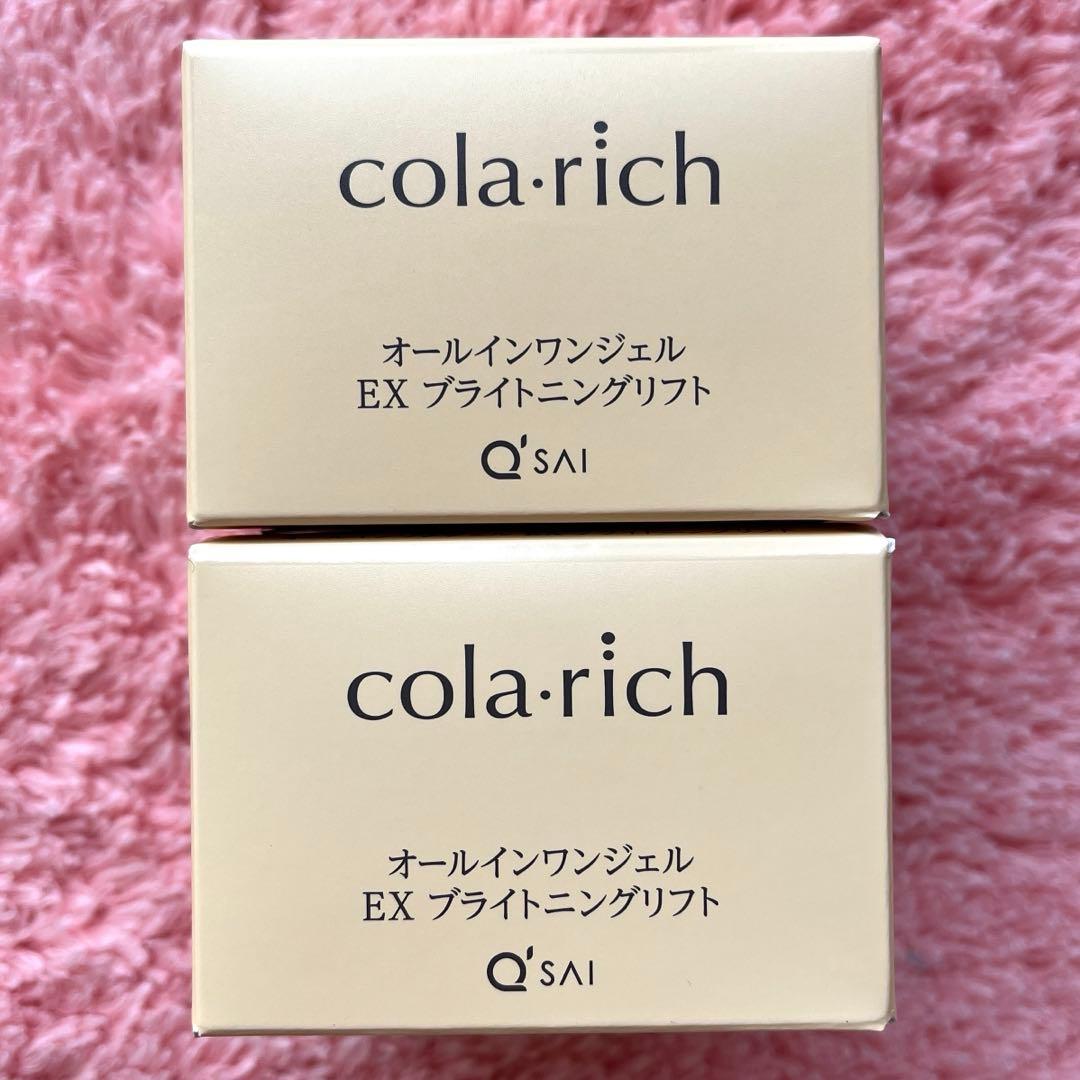 cola·rich
オールインワンジェル
EX ブライトニングリフト
Q'SAI
cola·rich
オールインワンジェル
EX ブライトニングリフト
Q'SAI